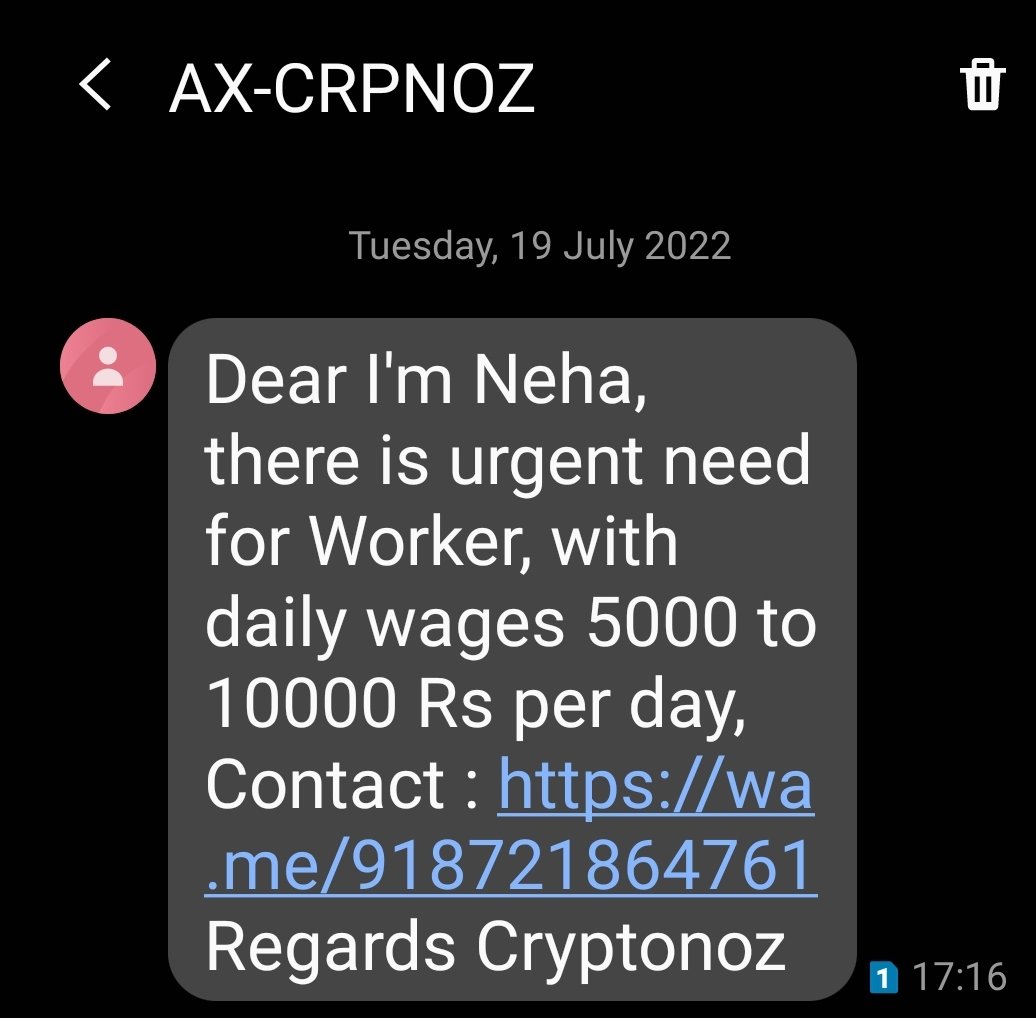 AX-CRPNOZ
Tuesday, 19 July 2022
Dear I'm Neha,
there is urgent need
for Worker, with
daily wages 5000 to
10000 Rs per day,
Contact : https://wa
.me/918721864761
Regards Cryptonoz
1 17:16